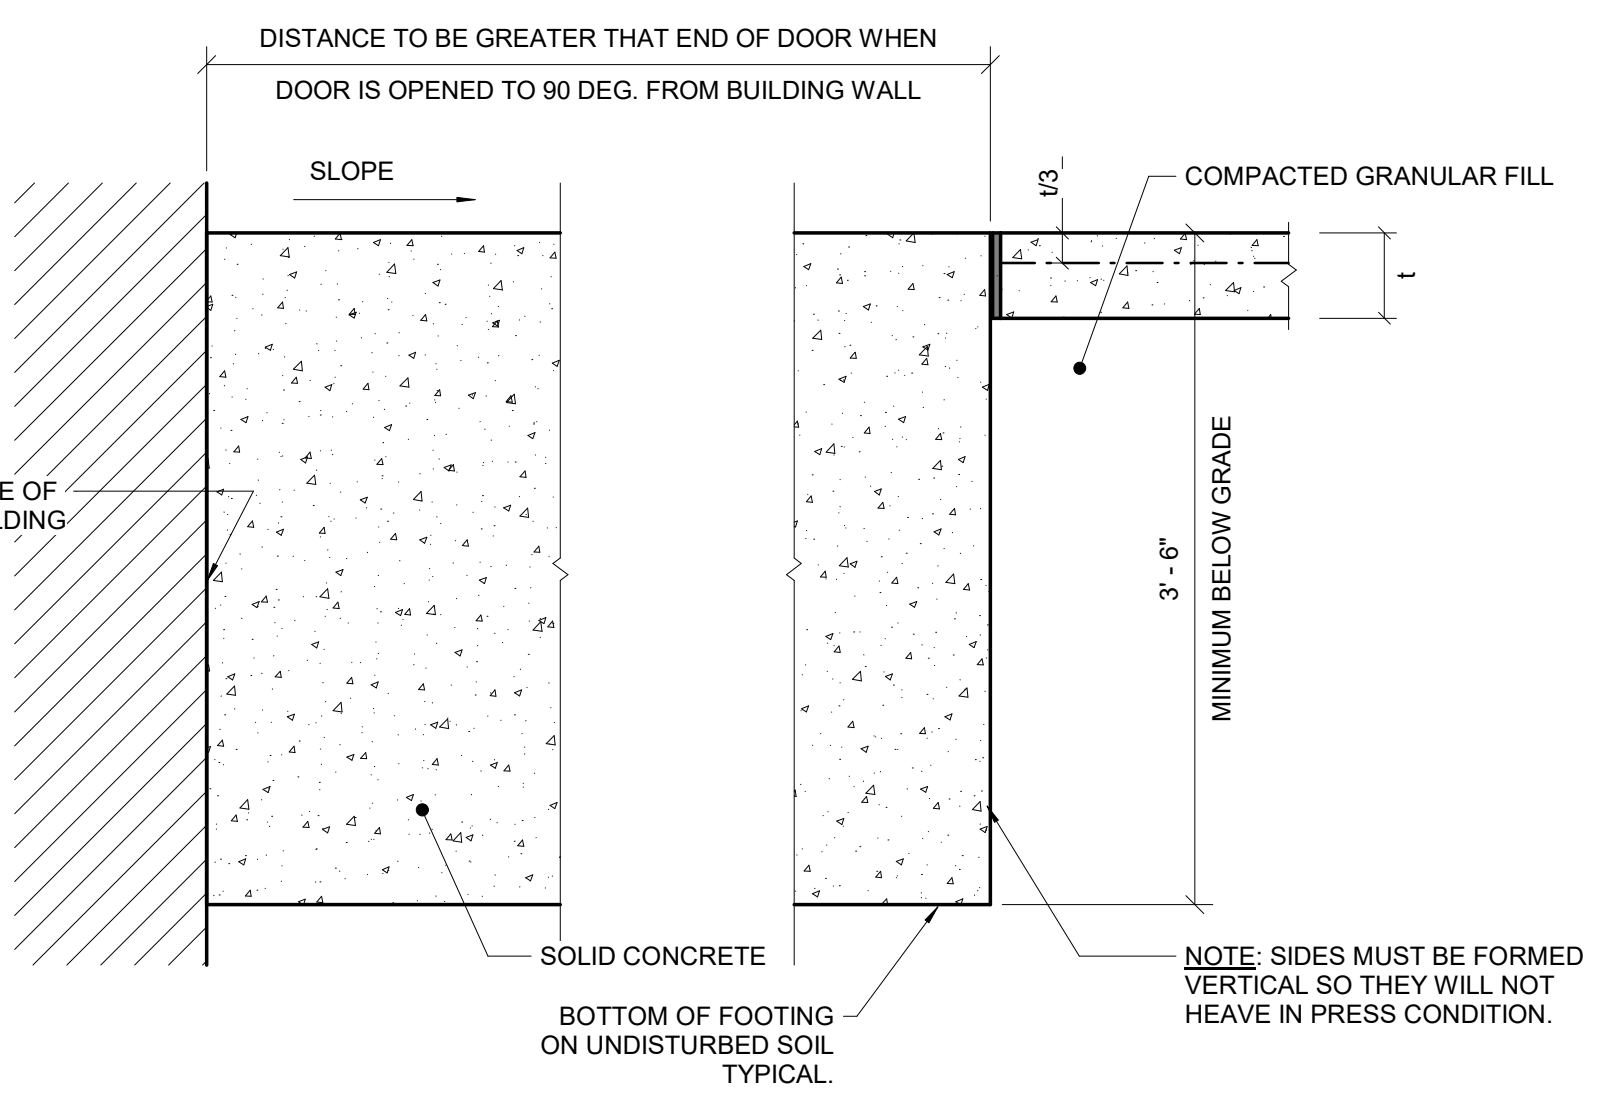 DISTANCE TO BE GREATER THAT END OF DOOR WHEN
DOOR IS OPENED TO 90 DEG. FROM BUILDING WALL
SLOPE
t/3
COMPACTED GRANULAR FILL
t
E OF
LDING
3' - 6"
MINIMUM BELOW GRADE
SOLID CONCRETE
BOTTOM OF FOOTING
ON UNDISTURBED SOIL
TYPICAL.
NOTE: SIDES MUST BE FORMED
VERTICAL SO THEY WILL NOT
HEAVE IN PRESS CONDITION.